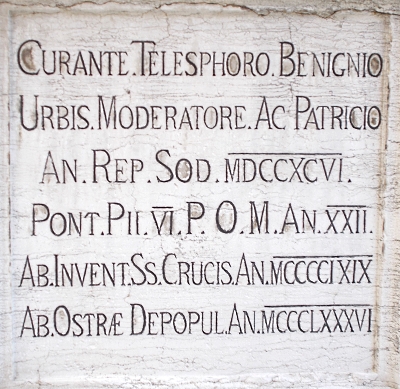 CURANTE.TELESPHORO.BENIGNIO
URBIS.MODERATORE.AC PATRICIO
AN.REP.SOD.MDCCXCVI.
PONT.PII.VI.P.O.M.AN.XXII.
AB.INVENT.SS.CRUCIS.AN.MCCCCIXIX
AB.OSTRÆ DEPOPUL.AN.MCCCLXXXVI